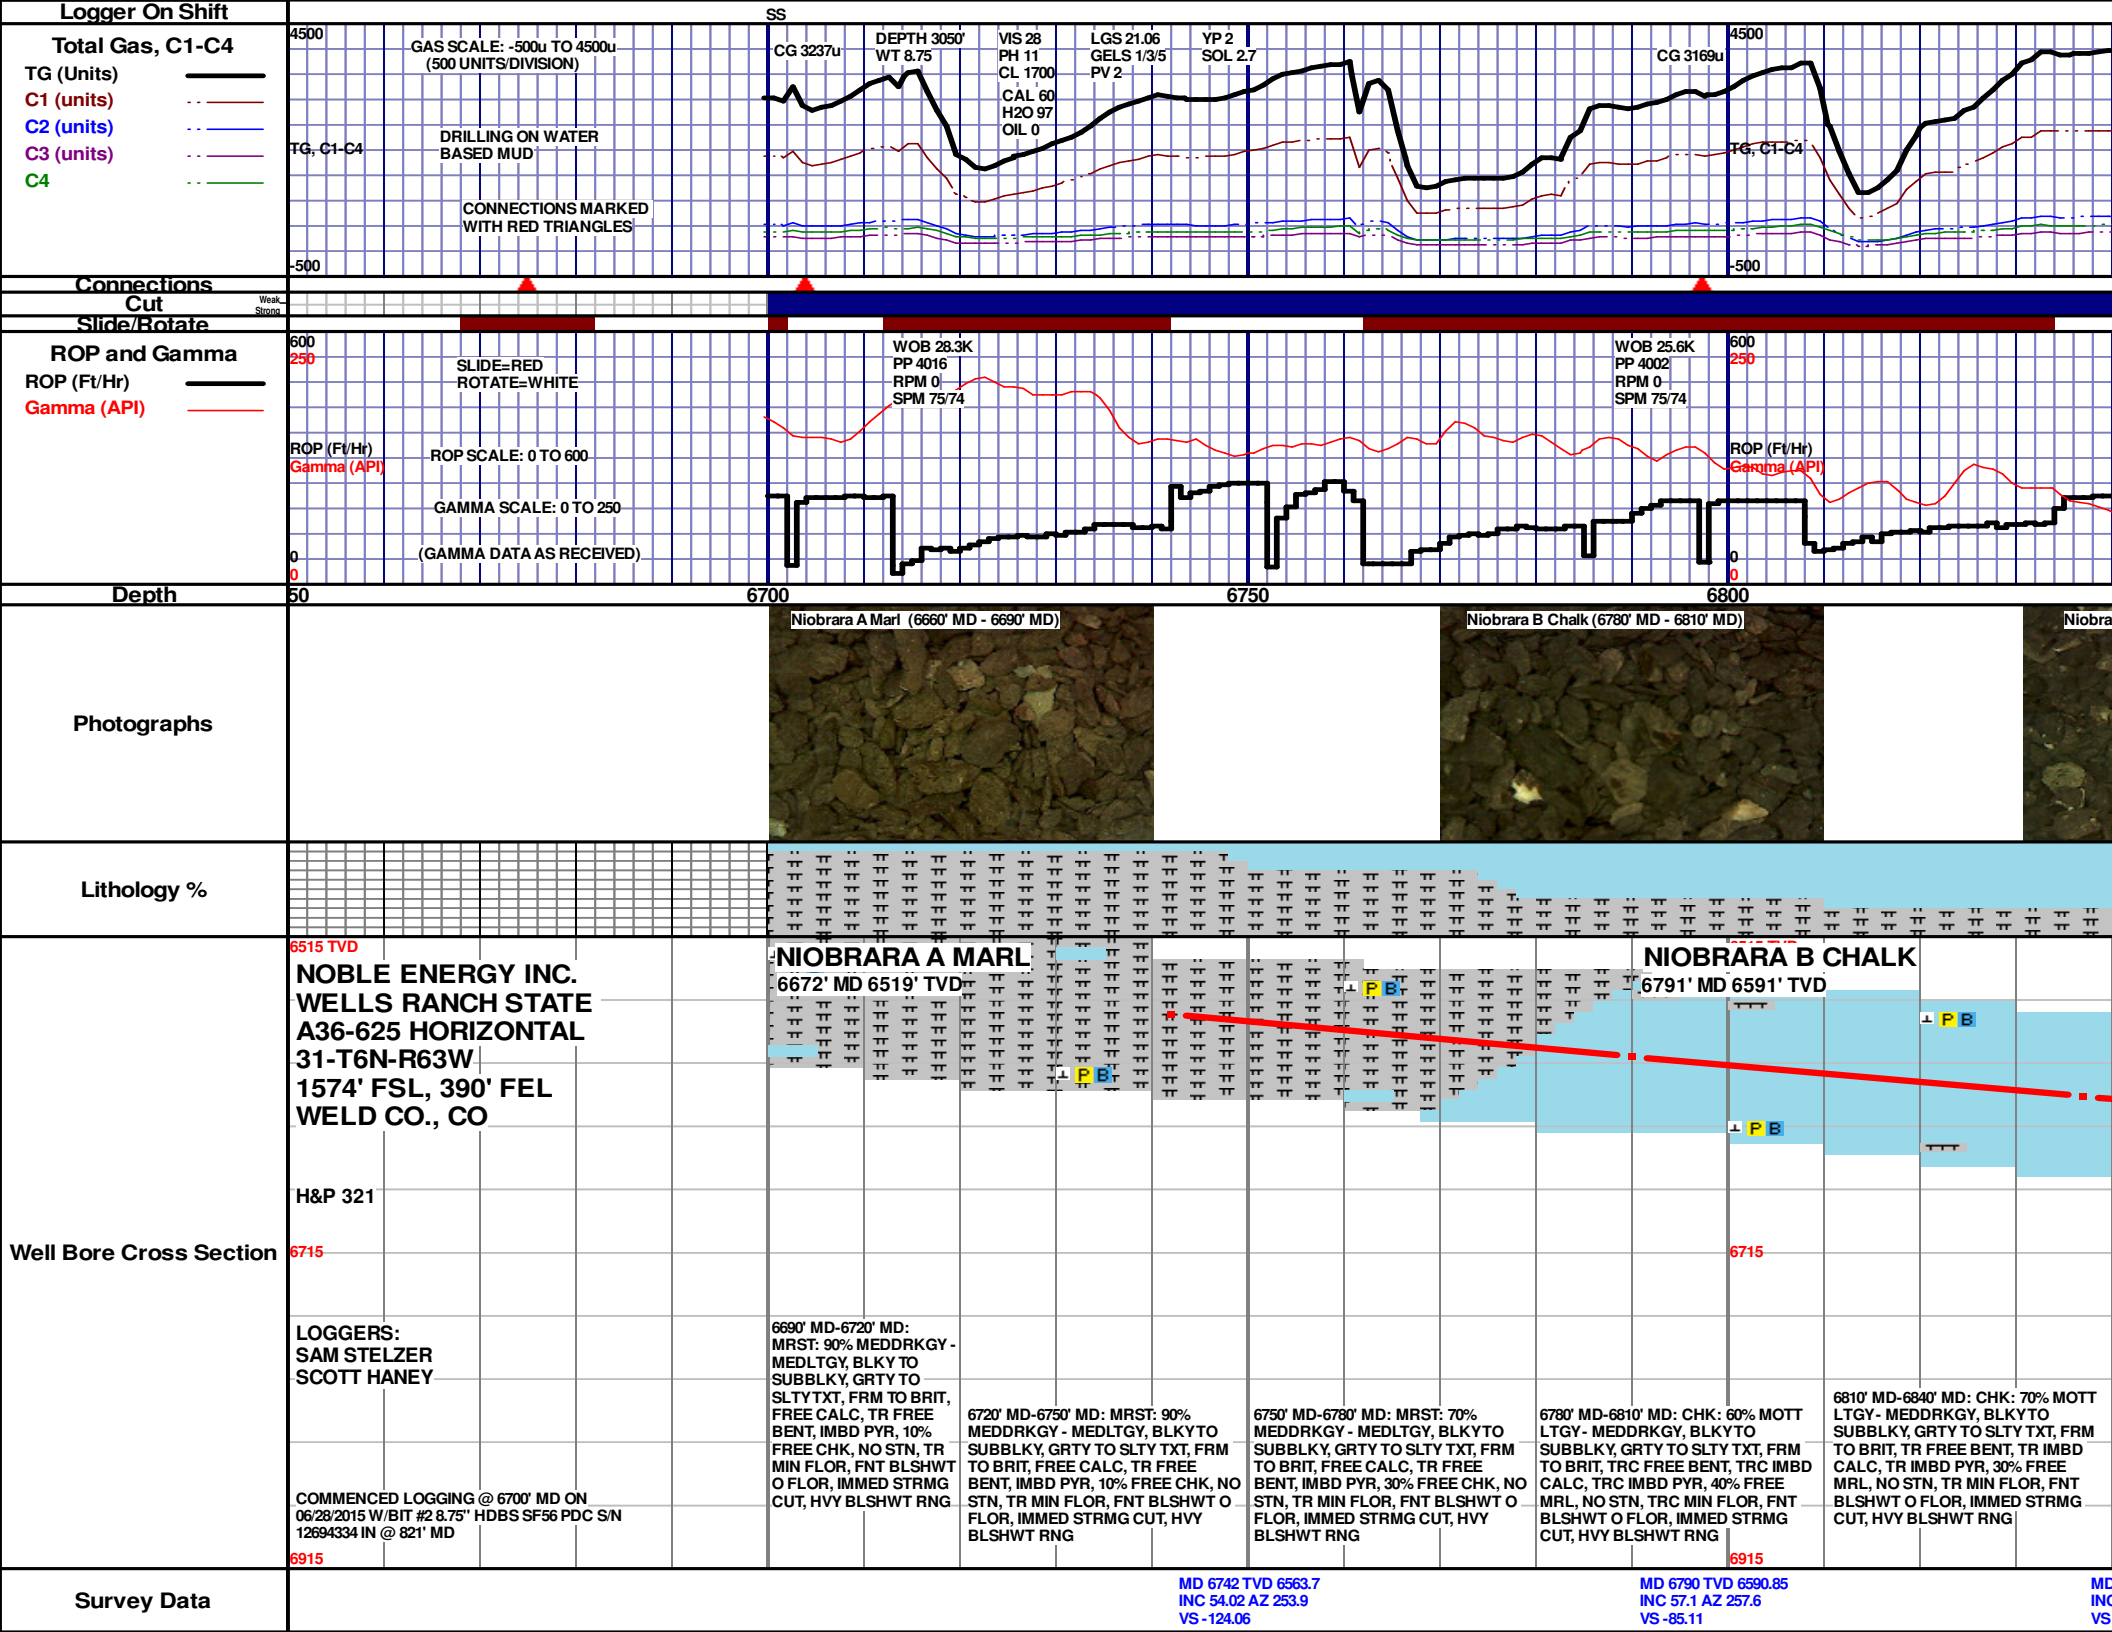 Logger On Shift
SS
Total Gas, C1-C4
TG (Units)
C1 (units)
C2 (units)
C3 (units)
C4
4500
TG, C1-C4
-500
GAS SCALE: -500u TO 4500u
(500 UNITS/DIVISION)
DRILLING ON WATER
BASED MUD
CONNECTIONS MARKED
WITH RED TRIANGLES
CG 3237u
DEPTH 3050'
WT 8.75
VIS 28
PH 11
CL 1700
CAL 60
H2O 97
OIL 0
LGS 21.06
GELS 1/3/5
PV 2
YP 2
SOL 2.7
CG 3169u
4500
TG, C1-C4
-500
Connections
Cut
Weak
Strong
Slide/Rotate
ROP and Gamma
ROP (Ft/Hr)
Gamma (API)
600
250
ROP (Ft/Hr)
Gamma (API)
0
0
SLIDE=RED
ROTATE=WHITE
ROP SCALE: 0 TO 600
GAMMA SCALE: 0 TO 250
(GAMMA DATA AS RECEIVED)
WOB 28.3K
PP 4016
RPM 0
SPM 75/74
WOB 25.6K
PP 4002
RPM 0
SPM 75/74
600
250
ROP (Ft/Hr)
Gamma (API)
0
0
Depth
50 6700 6750 6800
Photographs
Niobrara A Marl (6660' MD - 6690' MD)
Niobrara B Chalk (6780' MD - 6810' MD)
Niobra
Lithology %
Well Bore Cross Section
6515 TVD
NOBLE ENERGY INC.
WELLS RANCH STATE
A36-625 HORIZONTAL
31-T6N-R63W
1574' FSL, 390' FEL
WELD CO., CO
H&P 321
6715
LOGGERS:
SAM STELZER
SCOTT HANEY
COMMENCED LOGGING @ 6700' MD ON
06/28/2015 W/BIT #2 8.75" HDBS SF56 PDC S/N
12694334 IN @ 821' MD
6915
NIOBRARA A MARL
6672' MD 6519' TVD
P B
P B
NIOBRARA B CHALK
6791' MD 6591' TVD
P B
P B
6715
6915
6690' MD-6720' MD:
MRST: 90% MEDDRKGY -
MEDLTGY, BLKY TO
SUBBLKY, GRTY TO
SLTY TXT, FRM TO BRIT,
FREE CALC, TR FREE
BENT, IMBD PYR, 10%
FREE CHK, NO STN, TR
MIN FLOR, FNT BLSHWT
O FLOR, IMMED STRMG
CUT, HVY BLSHWT RNG
6720' MD-6750' MD: MRST: 90%
MEDDRKGY - MEDLTGY, BLKY TO
SUBBLKY, GRTY TO SLTY TXT, FRM
TO BRIT, FREE CALC, TR FREE
BENT, IMBD PYR, 10% FREE CHK, NO
STN, TR MIN FLOR, FNT BLSHWT O
FLOR, IMMED STRMG CUT, HVY
BLSHWT RNG
6750' MD-6780' MD: MRST: 70%
MEDDRKGY - MEDLTGY, BLKY TO
SUBBLKY, GRTY TO SLTY TXT, FRM
TO BRIT, FREE CALC, TR FREE
BENT, IMBD PYR, 30% FREE CHK, NO
STN, TR MIN FLOR, FNT BLSHWT O
FLOR, IMMED STRMG CUT, HVY
BLSHWT RNG
6780' MD-6810' MD: CHK: 60% MOTT
LTGY- MEDDRKGY, BLKY TO
SUBBLKY, GRTY TO SLTY TXT, FRM
TO BRIT, TRC FREE BENT, TRC IMBD
CALC, TRC IMBD PYR, 40% FREE
MRL, NO STN, TRC MIN FLOR, FNT
BLSHWT O FLOR, IMMED STRMG
CUT, HVY BLSHWT RNG
6810' MD-6840' MD: CHK: 70% MOTT
LTGY- MEDDRKGY, BLKY TO
SUBBLKY, GRTY TO SLTY TXT, FRM
TO BRIT, TR FREE BENT, TR IMBD
CALC, TR IMBD PYR, 30% FREE
MRL, NO STN, TR MIN FLOR, FNT
BLSHWT O FLOR, IMMED STRMG
CUT, HVY BLSHWT RNG
Survey Data
MD 6742 TVD 6563.7
INC 54.02 AZ 253.9
VS -124.06
MD 6790 TVD 6590.85
INC 57.1 AZ 257.6
VS -85.11
MD
INC
VS